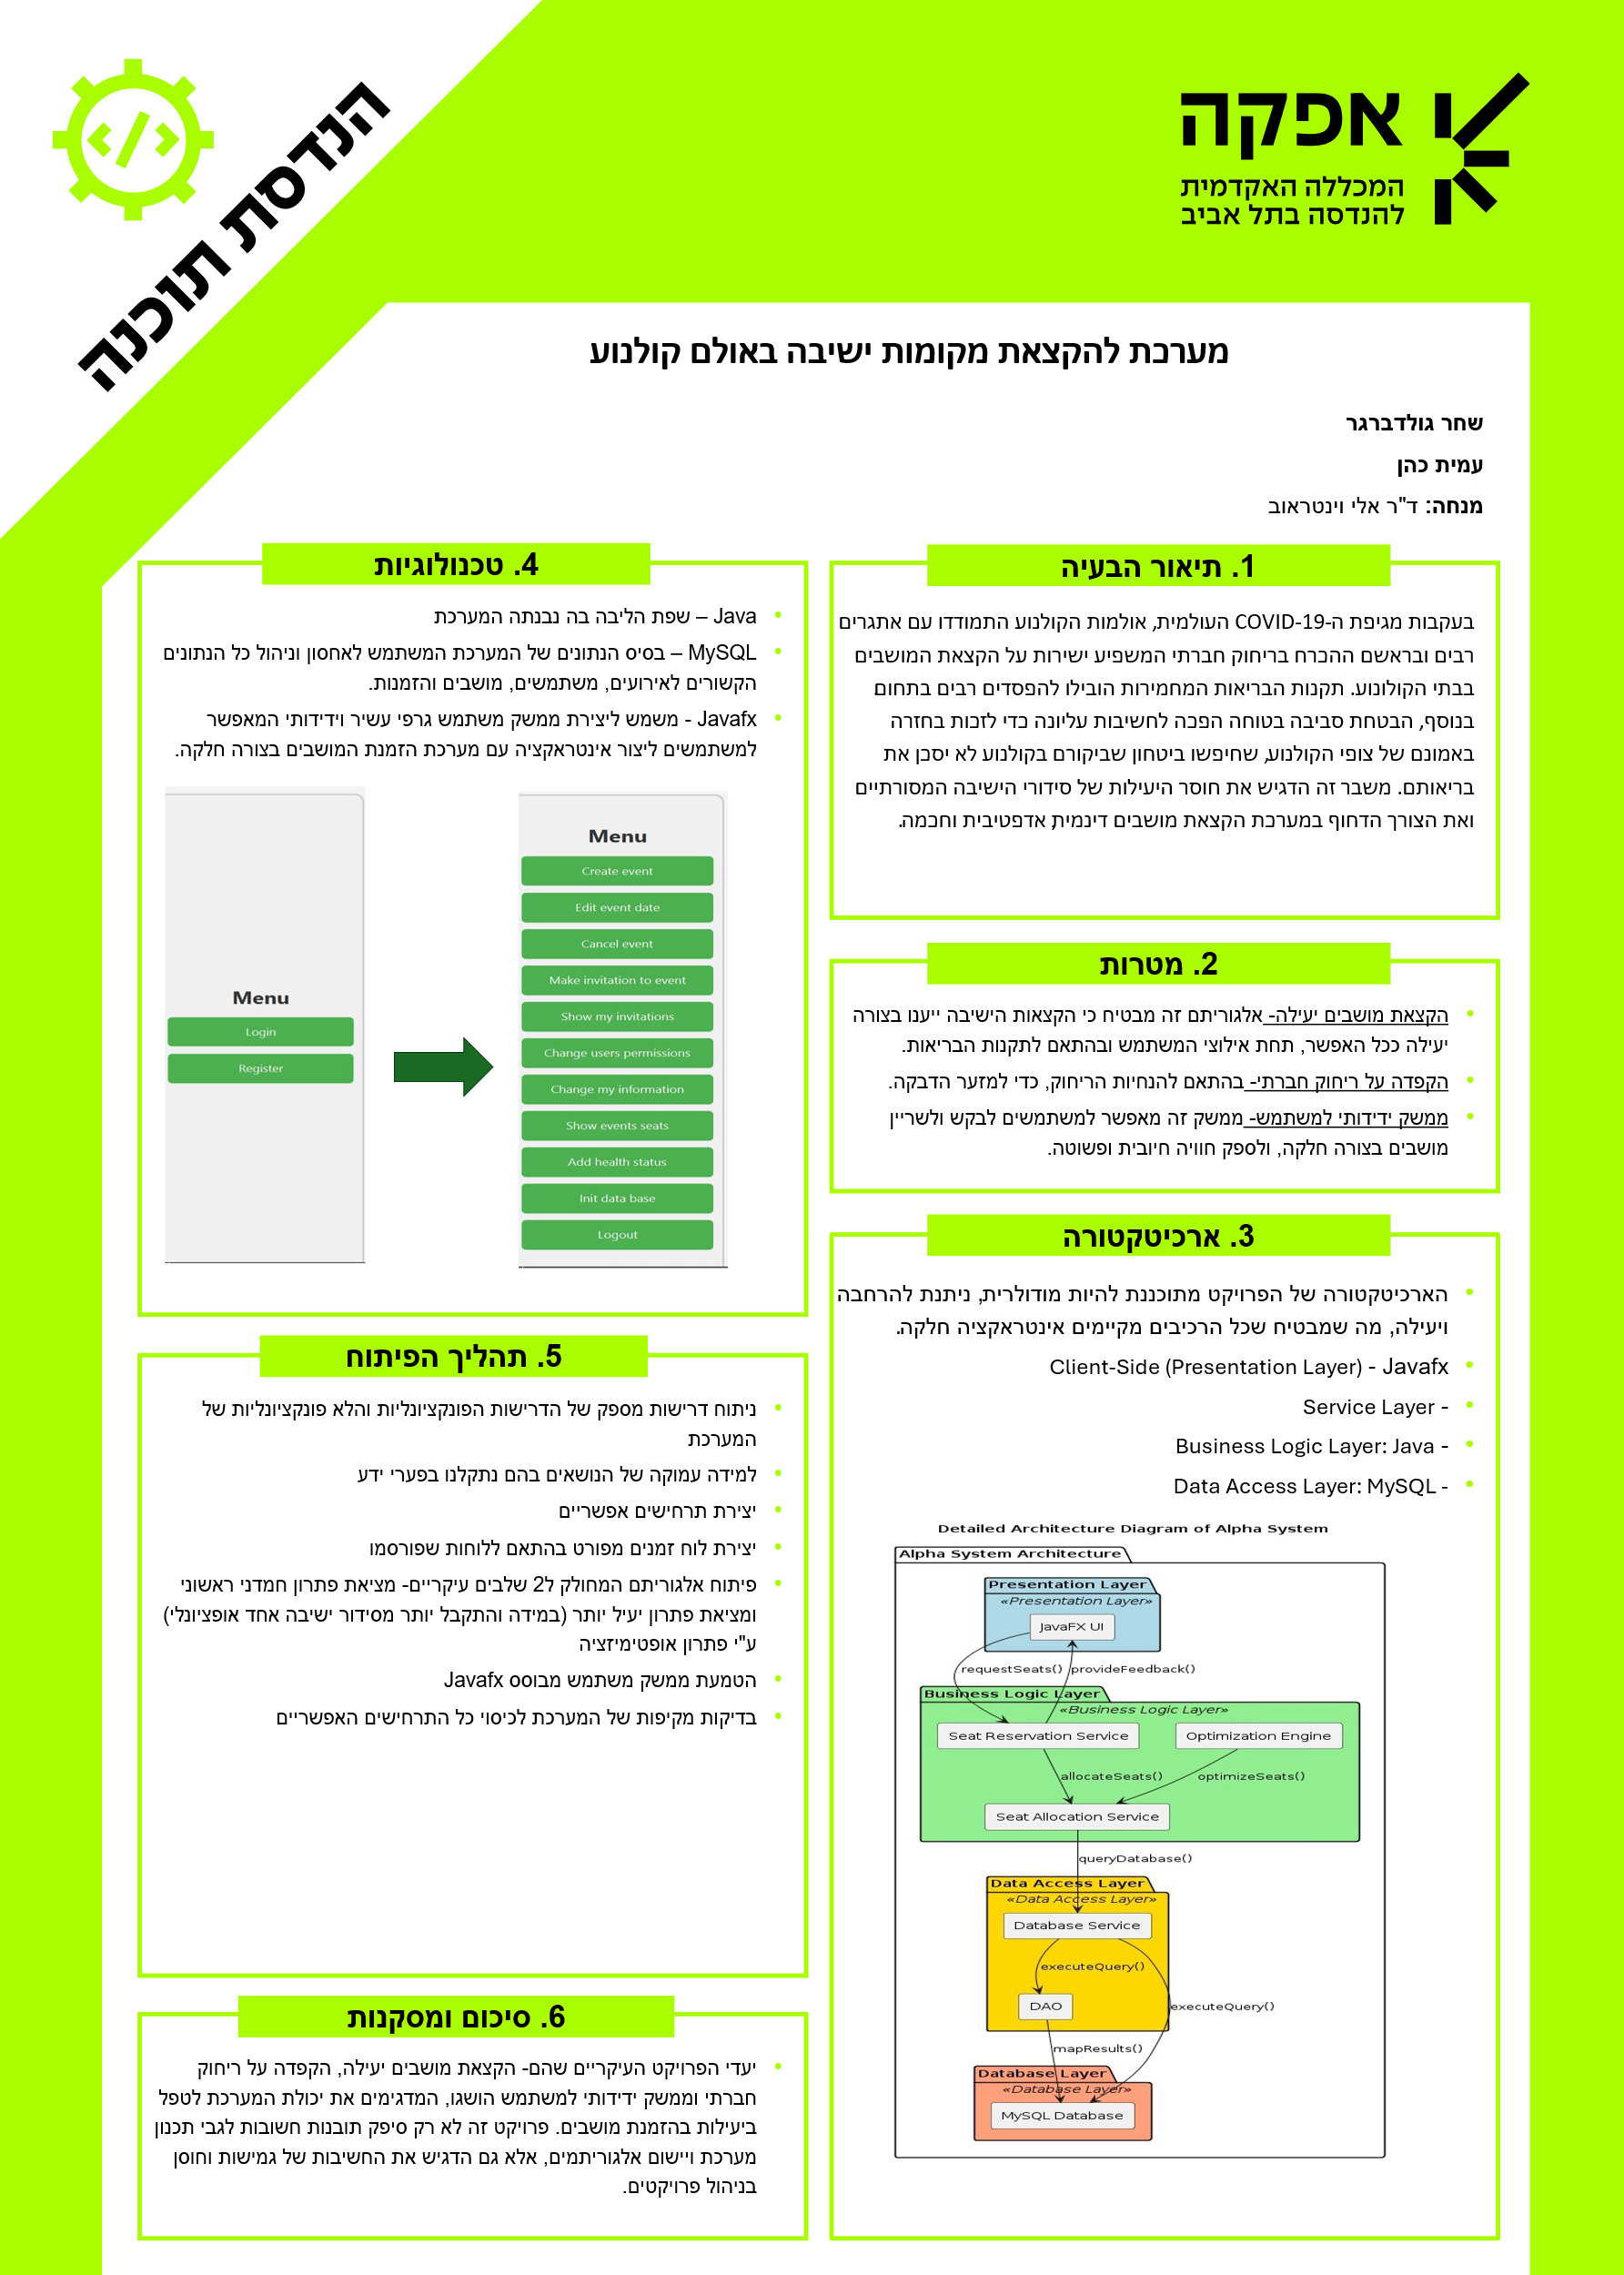 הנדסת תוכנה
אפקה
המכללה האקדמית
להנדסה בתל אביב
מערכת להקצאת מקומות ישיבה באולם קולנוע
שחר גולדברגר
עמית כהן
מנחה: ד"ר אלי וינטראוב
1. תיאור הבעיה
בעקבות מגיפת ה-COVID-19 העולמית, אולמות הקולנוע התמודדו עם אתגרים
רבים ובראשם ההכרח בריחוק חברתי המשפיע ישירות על הקצאת המושבים
בבתי הקולונוע. תקנות הבריאות המחמירות הובילו להפסדים רבים בתחום.
בנוסף, הבטחת סביבה בטוחה הפכה לחשיבות עליונה כדי לזכות בחזרה
באמונם של צופי הקולנוע, שחיפשו ביטחון שביקורם בקולנוע לא יסכן את
בריאותם. משבר זה הדגיש את חוסר היעילות של סידורי הישיבה המסורתיים
ואת הצורך הדחוף במערכת הקצאת מושבים דינמית, אדפטיבית וחכמה.
2. מטרות
הקצאת מושבים יעילה- אלגוריתם זה מבטיח כי הקצאות הישיבה ייענו בצורה
יעילה ככל האפשר, תחת אילוצי המשתמש ובהתאם לתקנות הבריאות.
הקפדה על ריחוק חברתי- בהתאם להנחיות הריחוק, כדי למזער הדבקה.
ממשק ידידותי למשתמש- ממשק זה מאפשר למשתמשים לבקש ולשריין
מושבים בצורה חלקה, ולספק חוויה חיובית ופשוטה.
3. ארכיטקטורה
הארכיטקטורה של הפרויקט מתוכננת להיות מודולרית, ניתנת להרחבה
ויעילה, מה שמבטיח שכל הרכיבים מקיימים אינטראקציה חלקה.
Client-Side (Presentation Layer) - Javafx
Service Layer -
Business Logic Layer: Java -
Data Access Layer: MySQL -
Detailed Architecture Diagram of Alpha System
Alpha System Architecture
Presentation Layer
«Presentation Layer»
JavaFX UI
requestSeats() provideFeedback()
Business Logic Layer
«Business Logic Layer»
Seat Reservation Service
Optimization Engine
allocateSeats() optimizeSeats()
Seat Allocation Service
queryDatabase()
Data Access Layer
«Data Access Layer»
Database Service
executeQuery()
DAO
executeQuery()
mapResults()
Database Layer
«Database Layer»
MySQL Database
4. טכנולוגיות
Java – שפת הליבה בה נבנתה המערכת
MySQL – בסיס הנתונים של המערכת המשתמש לאחסון וניהול כל הנתונים
הקשורים לאירועים, משתמשים, מושבים והזמנות.
Javafx - משמש ליצירת ממשק משתמש גרפי עשיר וידידותי המאפשר
למשתמשים ליצור אינטראקציה עם מערכת הזמנת המושבים בצורה חלקה.
Menu
Login
Register
Menu
Create event
Edit event date
Cancel event
Make invitation to event
Show my invitations
Change users permissions
Change my information
Show events seats
Add health status
Init data base
Logout
5. תהליך הפיתוח
ניתוח דרישות מספק של הדרישות הפונקציונליות והלא פונקציונליות של
המערכת
למידה עמוקה של הנושאים בהם נתקלנו בפערי ידע
יצירת תרחישים אפשריים
יצירת לוח זמנים מפורט בהתאם ללוחות שפורסמו
פיתוח אלגוריתם המחולק ל2 שלבים עיקריים- מציאת פתרון חמדני ראשוני
ומציאת פתרון יעיל יותר (במידה והתקבל יותר מסידור ישיבה אחד אופציונלי)
ע"י פתרון אופטימיזציה
הטמעת ממשק משתמש מבוסס Javafx
בדיקות מקיפות של המערכת לכיסוי כל התרחישים האפשריים
6. סיכום ומסקנות
יעדי הפרויקט העיקריים שהם- הקצאת מושבים יעילה, הקפדה על ריחוק
חברתי וממשק ידידותי למשתמש הושגו, המדגימים את יכולת המערכת לטפל
ביעילות בהזמנת מושבים. פרויקט זה לא רק סיפק תובנות חשובות לגבי תכנון
מערכת ויישום אלגוריתמים, אלא גם הדגיש את החשיבות של גמישות וחוסן
בניהול פרויקטים.